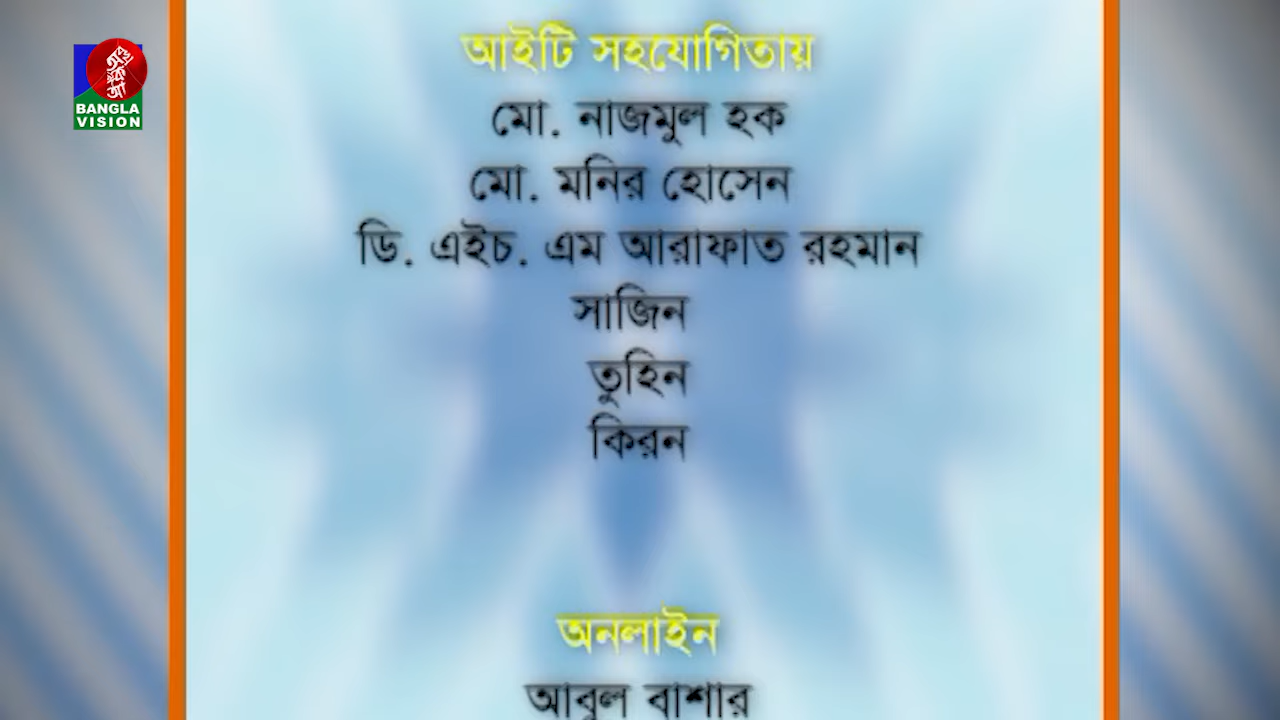 BANGLA
VISION
আইটি সহযোগিতায়
মো. নাজমুল হক
মো. মনির হোসেন
ডি. এইচ. এম আরাফাত রহমান
সাজিন
তুহিন
কিরন
অনলাইন
আবুল বাশার